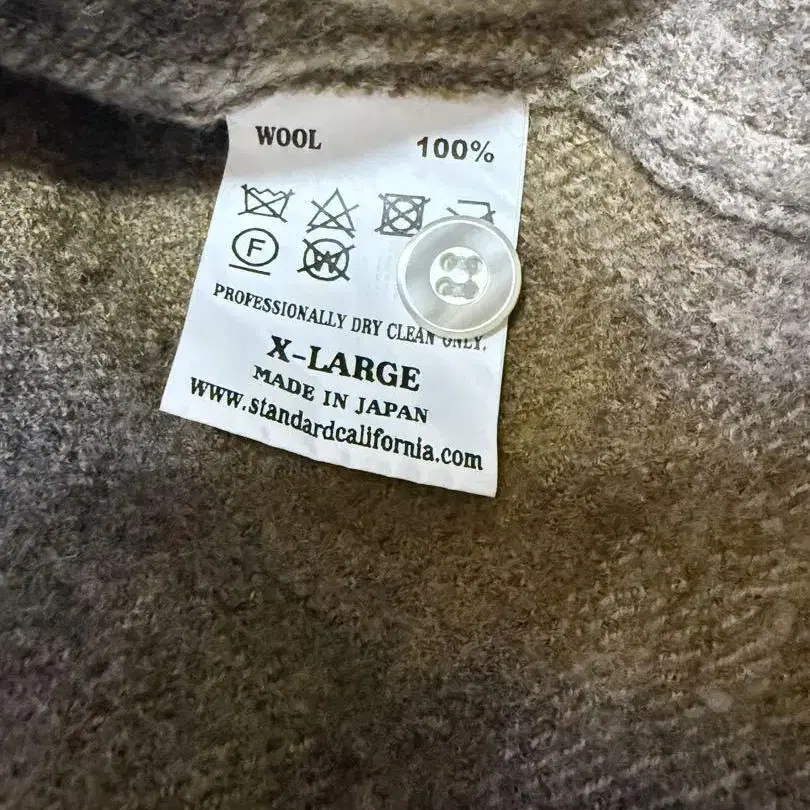 WOOL 100%
F W
PROFESSIONALLY DRY CLEAN ONLY.
X-LARGE
MADE IN JAPAN
www.standardcalifornia.com